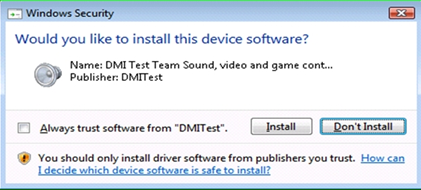 Windows Security
Would you like to install this device software?
Name: DMI Test Team Sound, video and game cont...
Publisher: DMITest
Always trust software from "DMITest".
Install
Don't Install
You should only install driver software from publishers you trust. How can
I decide which device software is safe to install?